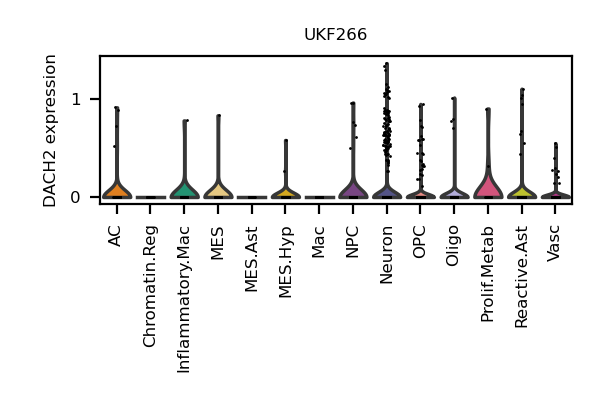 UKF266
DACH2 expression
1
0
AC
Chromatin.Reg
Inflammatory.Mac
MES
MES.Ast
MES.Hyp
Mac
NPC
Neuron
OPC
Oligo
Prolif.Metab
Reactive.Ast
Vasc